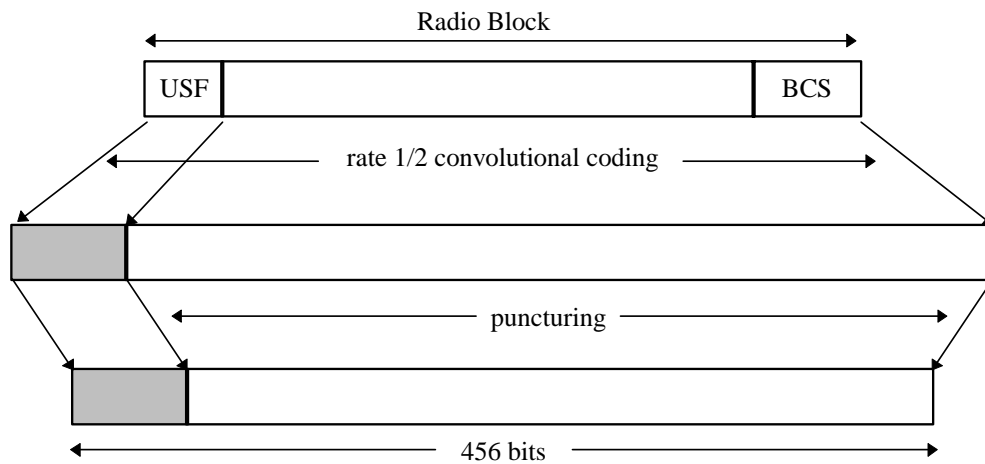 Radio Block
USF
BCS
rate 1/2 convolutional coding
puncturing
456 bits